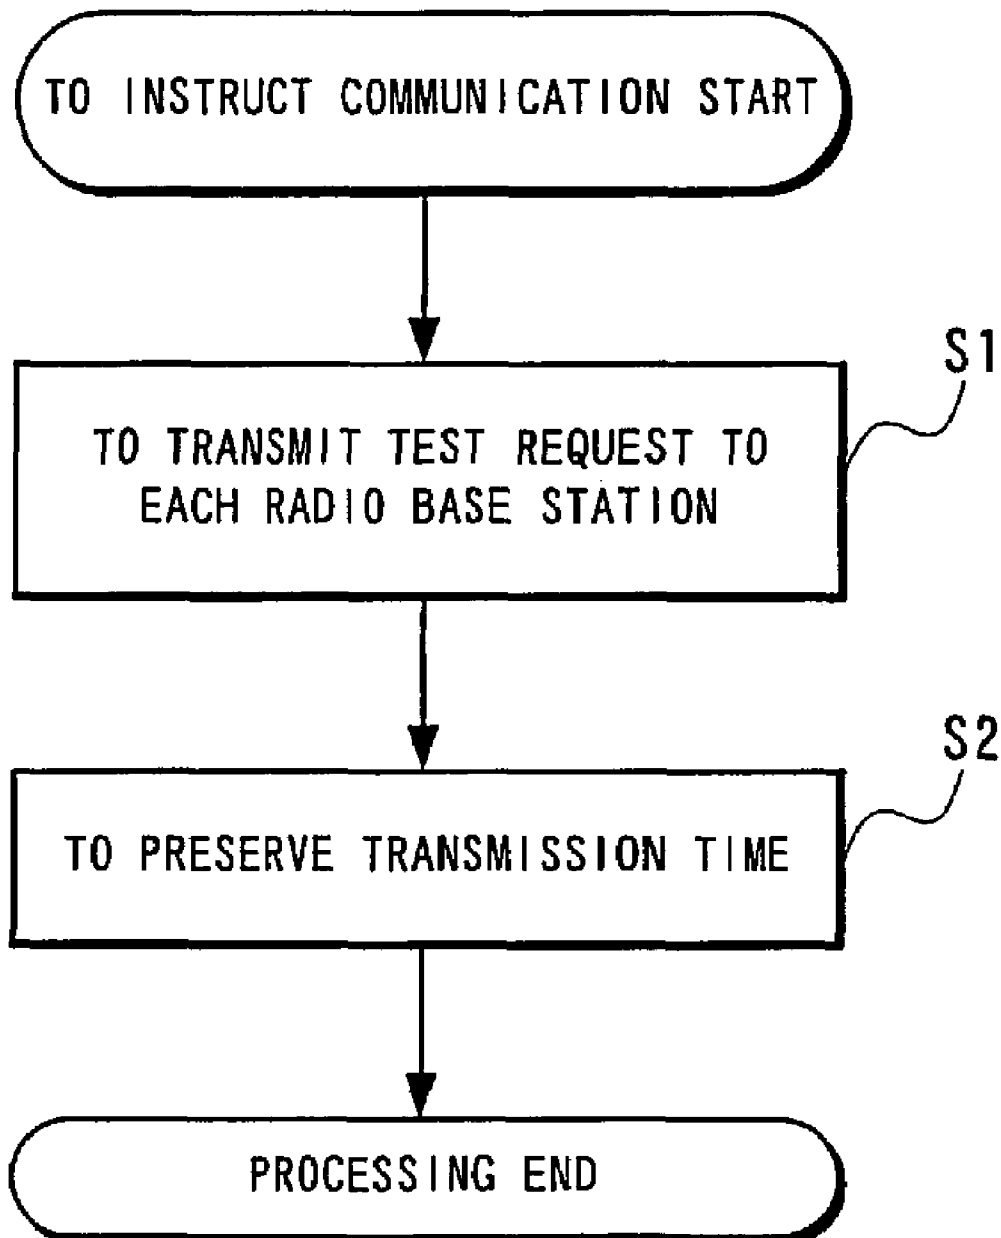 TO INSTRUCT COMMUNICATION START
S1
TO TRANSMIT TEST REQUEST TO
EACH RADIO BASE STATION
S2
TO PRESERVE TRANSMISSION TIME
PROCESSING END